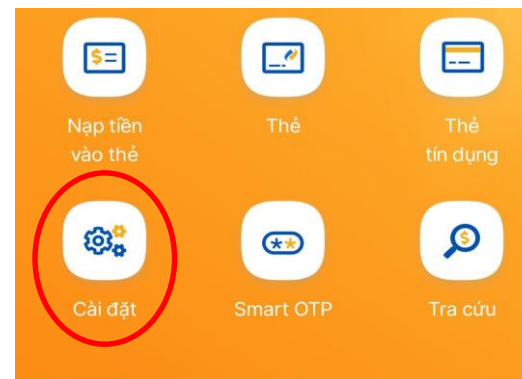 Nạp tiền
vào thẻ
Thẻ
Thẻ
tín dụng
Cài đặt
Smart OTP
Tra cứu